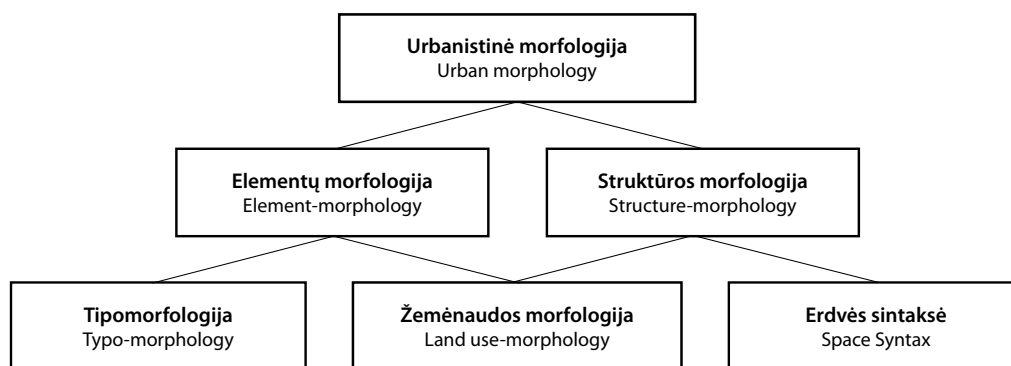 Urbanistinė morfologija
Urban morphology
Elementų morfologija
Element-morphology
Struktūros morfologija
Structure-morphology
Tipomorfologija
Typo-morphology
Žemėnaudos morfologija
Land use-morphology
Erdvės sintaksė
Space Syntax